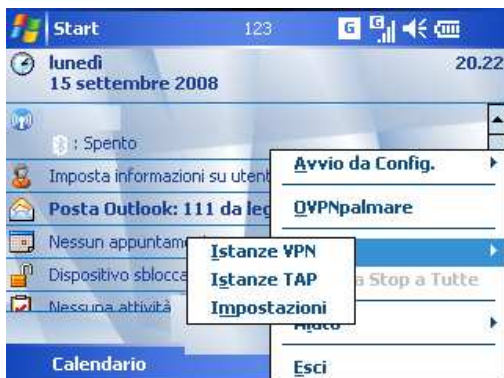 Start 123 G G
lunedì 20.22
15 settembre 2008
: Spento
Imposta informazioni su utent
Posta Outlook: 111 da leg
Nessun appuntame
Dispositivo sblocca
Nessuna attività
Avvio da Config.
OVPNpalmare
Istanze VPN
Istanze TAP
Impostazioni
a Stop a Tutte
Aiuto
Esci
Calendario